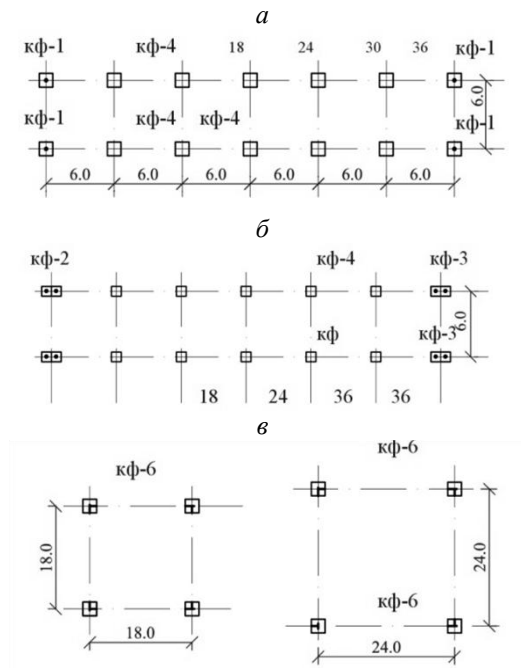 а
кф-1 кф-4 18 24 30 36 кф-1
6.0
кф-1 кф-4 кф-4 кф-1
6.0 6.0 6.0 6.0 6.0 6.0
б
кф-2 кф-4 кф-3
6.0
кф кф-3
18 24 36 36
в
кф-6 кф-6
18.0 24.0
кф-6
18.0 24.0